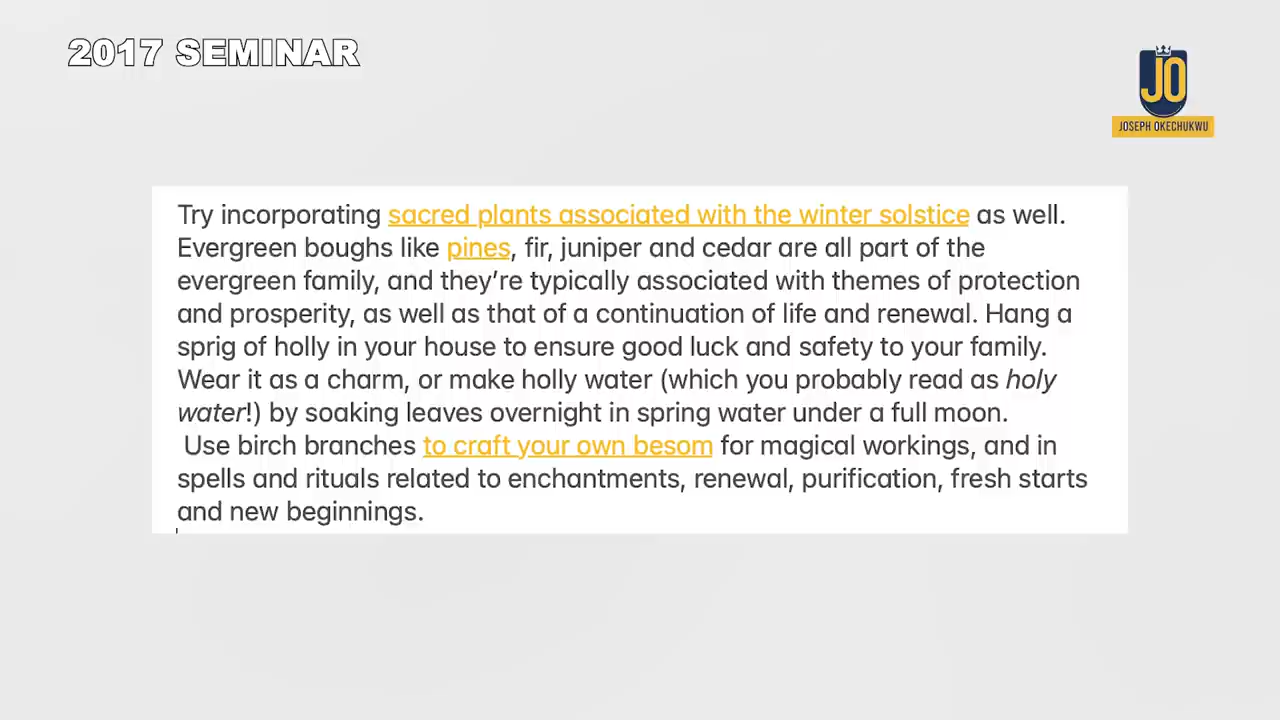 2017 SEMINAR
JO
JOSEPH OKECHUKWU
Try incorporating sacred plants associated with the winter solstice as well.
Evergreen boughs like pines, fir, juniper and cedar are all part of the
evergreen family, and they’re typically associated with themes of protection
and prosperity, as well as that of a continuation of life and renewal. Hang a
sprig of holly in your house to ensure good luck and safety to your family.
Wear it as a charm, or make holly water (which you probably read as holy
water!) by soaking leaves overnight in spring water under a full moon.
Use birch branches to craft your own besom for magical workings, and in
spells and rituals related to enchantments, renewal, purification, fresh starts
and new beginnings.